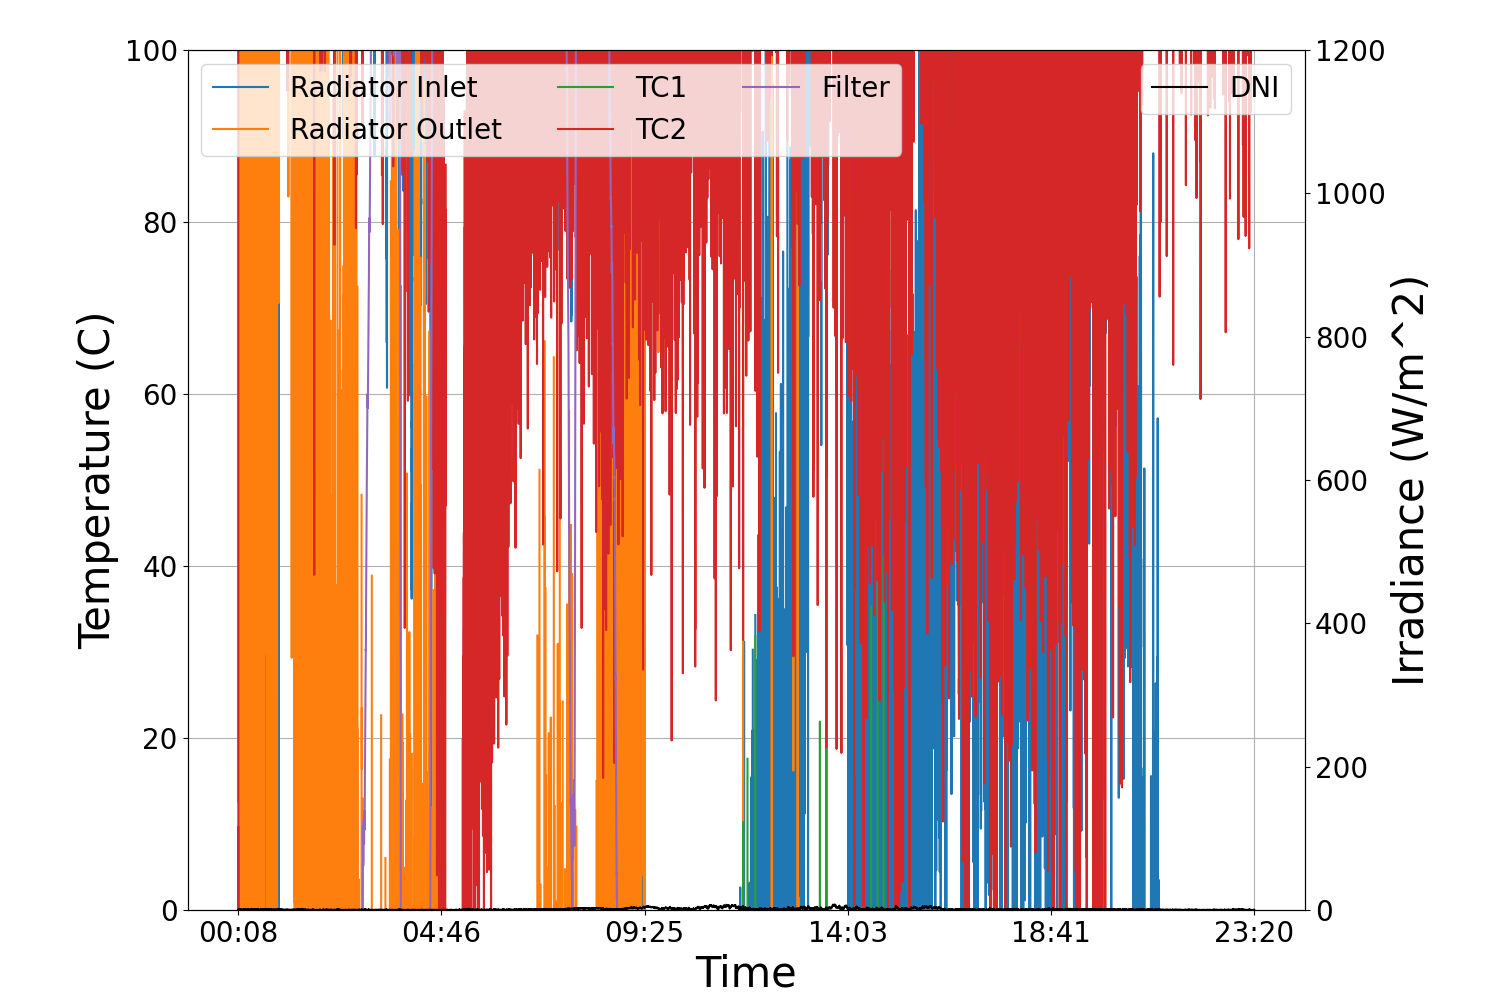 100
80
60
40
20
0
Temperature (C)
Radiator Inlet
Radiator Outlet
TC1
TC2
Filter
DNI
1200
1000
800
600
400
200
0
Irradiance (W/m^2)
00:08 04:46 09:25 14:03 18:41 23:20
Time